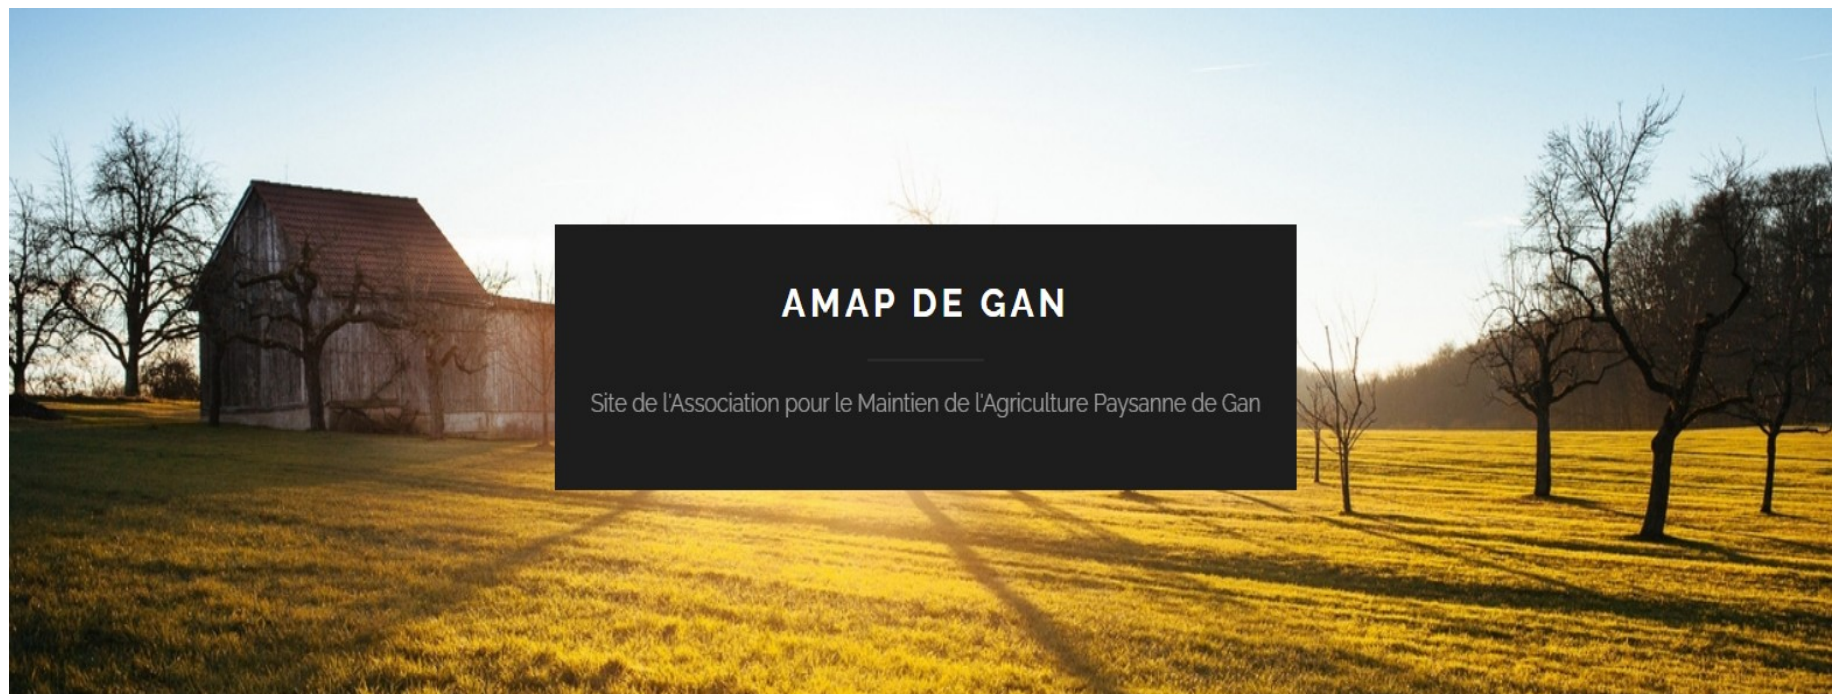 AMAP DE GAN
Site de l'Association pour le Maintien de l'Agriculture Paysanne de Gan